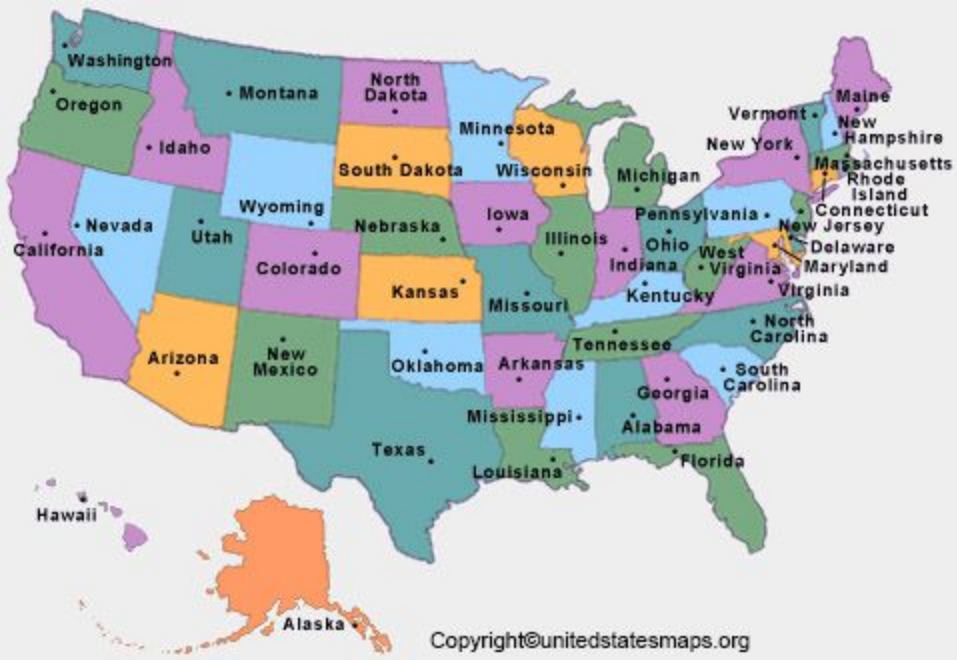 Washington
Oregon
Montana
Idaho
North
Dakota
Minnesota
South Dakota
Wisconsin
Michigan
Maine
Vermont
New
Hampshire
New York
Massachusetts
Rhode
Island
Connecticut
New Jersey
Delaware
Maryland
Pennsylvania
Wyoming
Nevada
California
Utah
Colorado
Nebraska
Iowa
Illinois
Indiana
Ohio
West
Virginia
Virginia
Kansas
Missouri
Kentucky
Arizona
New
Mexico
Oklahoma
Arkansas
Tennessee
North
Carolina
South
Carolina
Georgia
Mississippi
Alabama
Texas
Louisiana
Florida
Hawaii
Alaska
Copyright©unitedstatesmaps.org